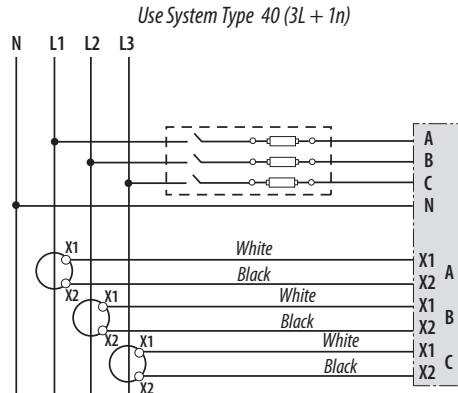 Use System Type 40 (3L + 1n)
N L1 L2 L3
A
B
C
N
X1 White X1
X2 Black X2 A
X1 White X1
X2 Black X2 B
X1 White X1
X2 Black X2 C